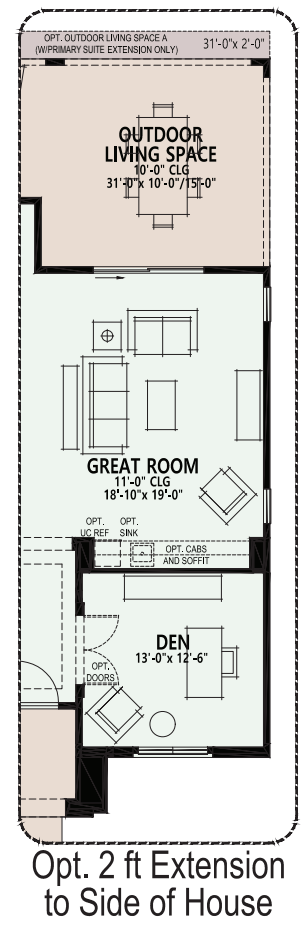 OPT. OUTDOOR LIVING SPACE A
(W/PRIMARY SUITE EXTENSION ONLY)
31'-0"x 2'-0"
OUTDOOR
LIVING SPACE
10'-0" CLG
31'-0"x 10'-0"/15'-0"
GREAT ROOM
11'-0" CLG
18'-10"x 19'-0"
OPT.
UC REF
OPT.
SINK
OPT. CABS
AND SOFFIT
DEN
13'-0"x 12'-6"
OPT.
DOORS
Opt. 2 ft Extension
to Side of House